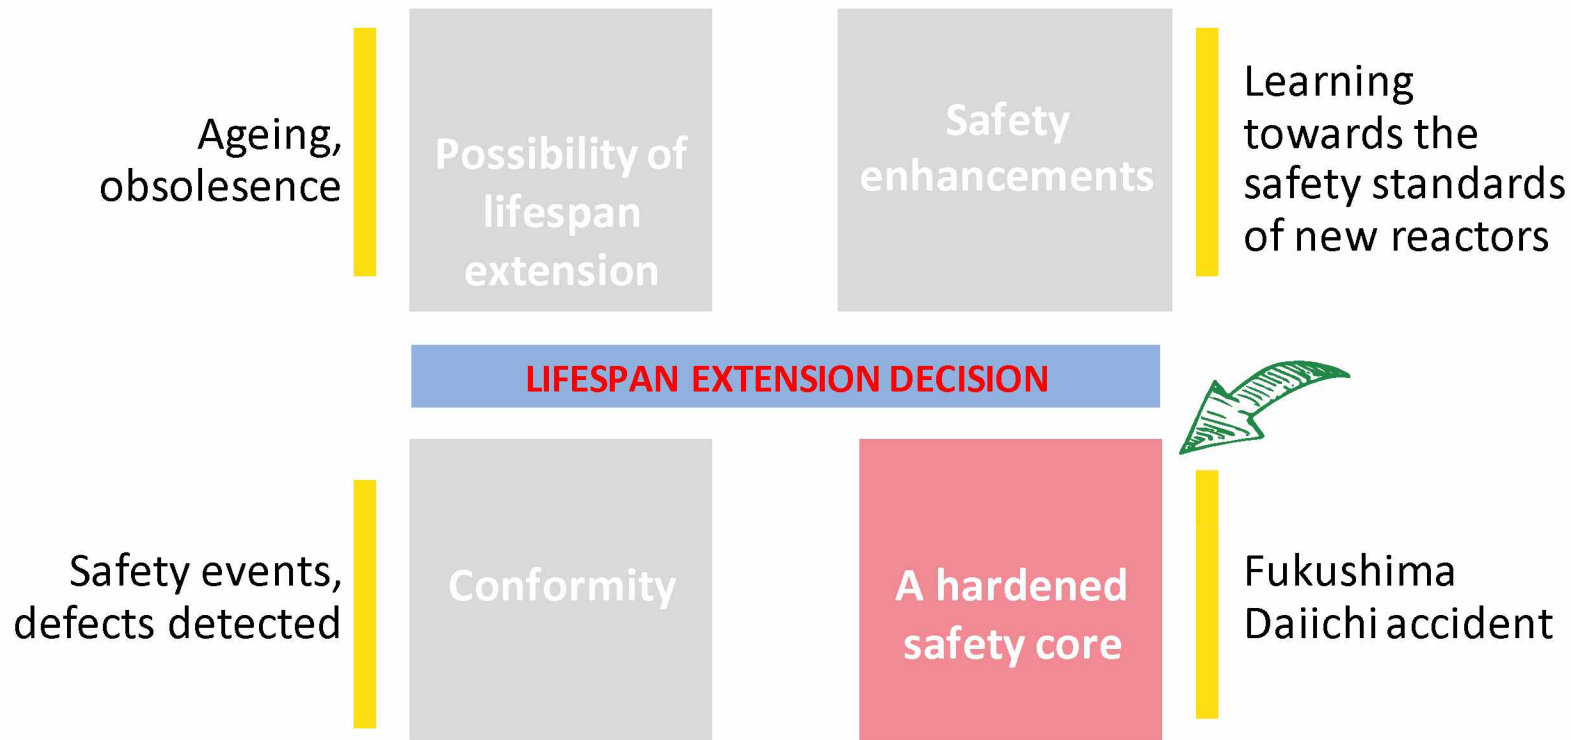 Ageing,
obsolesence
Possibility of
lifespan
extension
Safety
enhancements
Learning
towards the
safety standards
of new reactors
LIFESPAN EXTENSION DECISION
Safety events,
defects detected
Conformity
A hardened
safety core
Fukushima
Daiichi accident